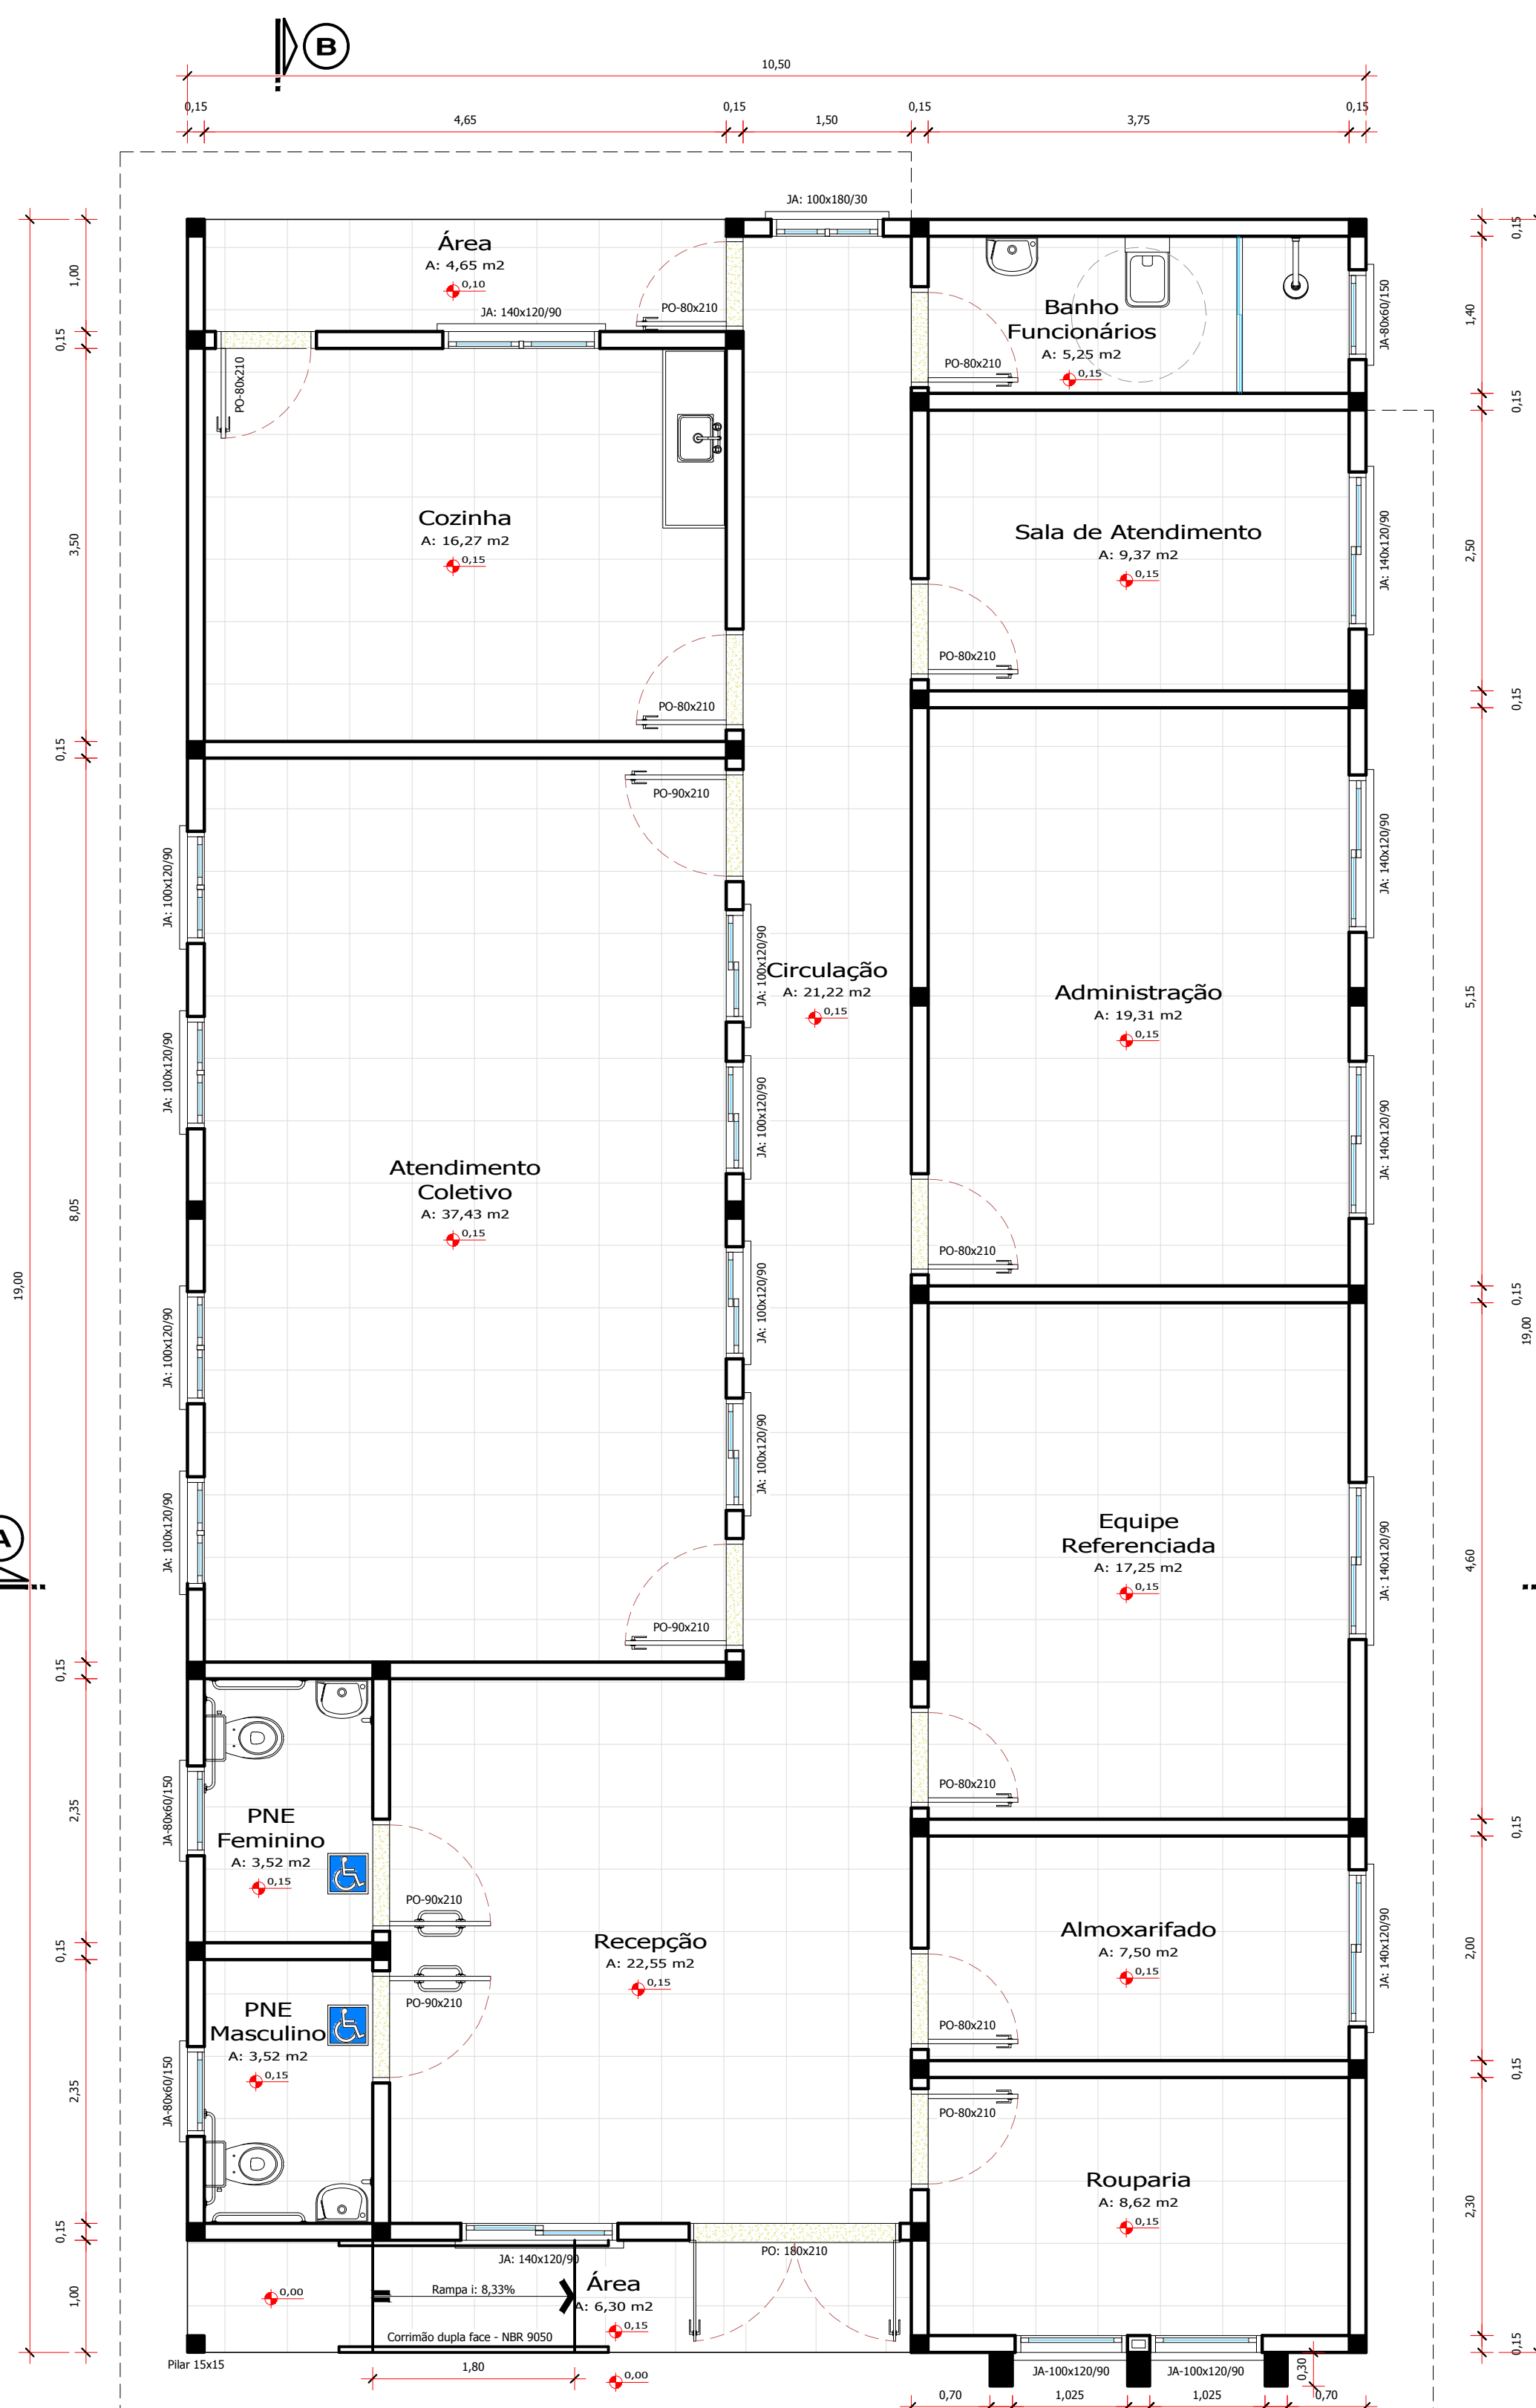 B
10,50
0,15
4,65
0,15
1,50
0,15
3,75
0,15
JA: 100x180/30
Área
A: 4,65 m2
0,10
PO-80x210
JA: 140x120/90
PO-80x210
Banho
Funcionários
A: 5,25 m2
0,15
PO-80x210
JA-80x60/150
Cozinha
A: 16,27 m2
0,15
PO-80x210
Sala de Atendimento
A: 9,37 m2
0,15
PO-80x210
JA: 140x120/90
PO-90x210
JA: 100x120/90
JA: 100x120/90
JA: 100x120/90
JA: 100x120/90
Atendimento
Coletivo
A: 37,43 m2
0,15
PO-90x210
JA: 100x120/90
JA: 100x120/90
JA: 100x120/90
JA: 100x120/90
Circulação
A: 21,22 m2
0,15
Administração
A: 19,31 m2
0,15
PO-80x210
JA: 140x120/90
JA: 140x120/90
Equipe
Referenciada
A: 17,25 m2
0,15
PO-80x210
JA: 140x120/90
A
PNE
Feminino
A: 3,52 m2
0,15
JA-80x60/150
PO-90x210
PNE
Masculino
A: 3,52 m2
0,15
JA-80x60/150
PO-90x210
Recepção
A: 22,55 m2
0,15
Almoxarifado
A: 7,50 m2
0,15
PO-80x210
JA: 140x120/90
PO-80x210
Rouparia
A: 8,62 m2
0,15
JA: 140x120/90
PO: 180x210
0,00
Rampa i: 8,33%
Área
A: 6,30 m2
0,15
Corrimão dupla face - NBR 9050
Pilar 15x15
1,80
0,00
JA-100x120/90
JA-100x120/90
0,30
0,70
1,025
1,025
0,70
19,00
1,00
0,15
3,50
0,15
8,05
0,15
2,35
0,15
2,35
0,15
1,00
0,15
1,40
0,15
2,50
0,15
5,15
0,15
4,60
0,15
2,00
0,15
2,30
0,15
19,00